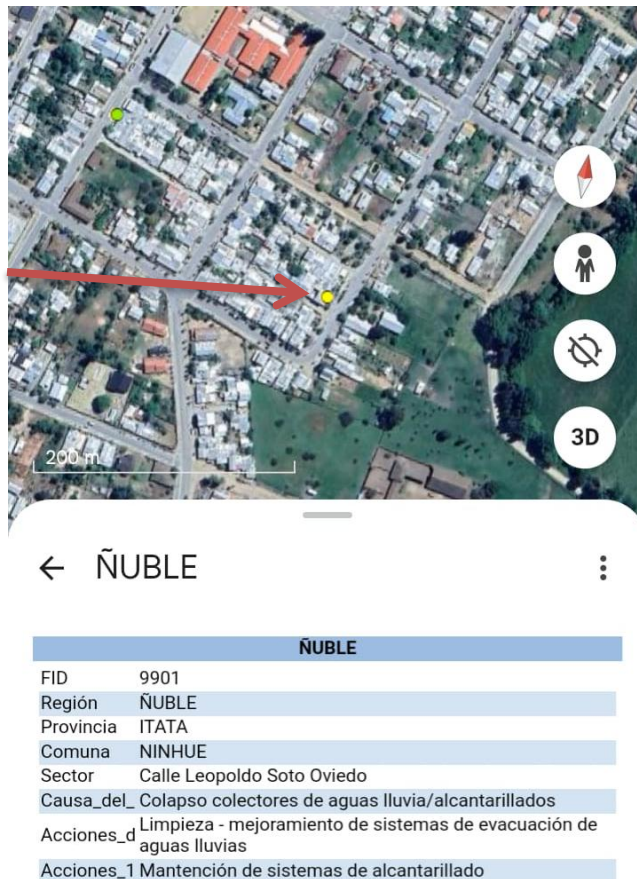 3D
200 m
ÑUBLE
ÑUBLE
FID 9901
Región ÑUBLE
Provincia ITATA
Comuna NINHUE
Sector Calle Leopoldo Soto Oviedo
Causa_del_ Colapso colectores de aguas lluvia/alcantarillados
Acciones_d Limpieza - mejoramiento de sistemas de evacuación de
aguas lluvias
Acciones_1 Mantención de sistemas de alcantarillado